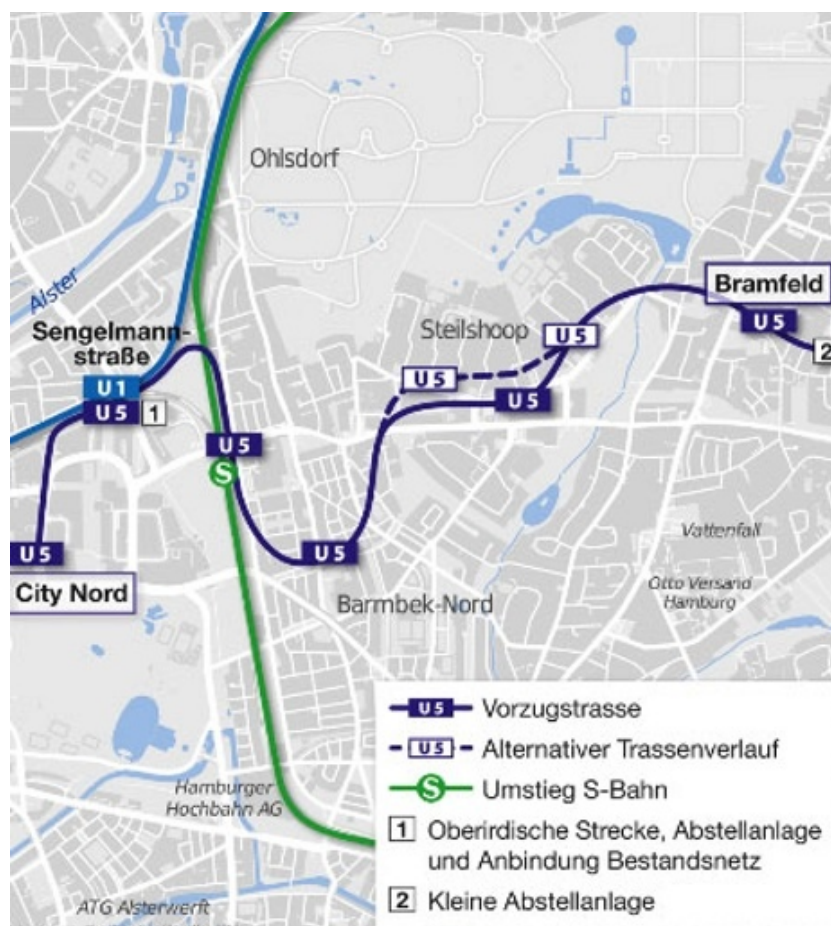 Ohlsdorf
Alster
Sengelmann-
straße
U1
U5
1
Steilshoop
U5
U5
U5
Bramfeld
U5
2
U5
U5
U5
City Nord
Barmbek-Nord
Vattenfall
Otto Versand
Hamburg
Hamburger
Hochbahn AG
ATG Alsterwerft
S
U5 Vorzugstrasse
U5 Alternativer Trassenverlauf
S Umstieg S-Bahn
1 Oberirdische Strecke, Abstellanlage
und Anbindung Bestandsnetz
2 Kleine Abstellanlage